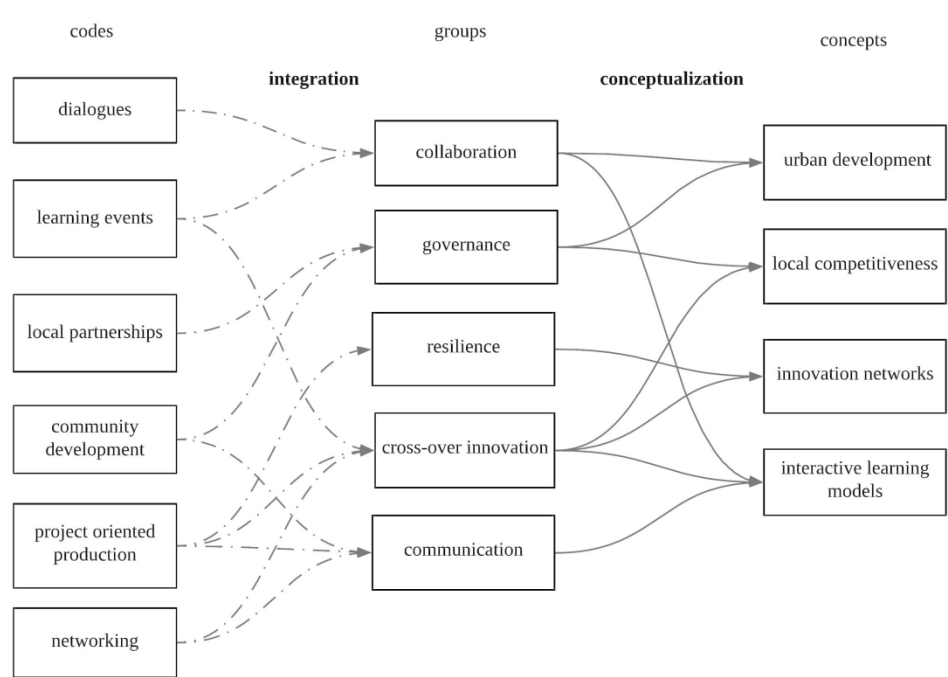 codes
groups
concepts
integration
conceptualization
dialogues
learning events
local partnerships
community
development
project oriented
production
networking
collaboration
governance
resilience
cross-over innovation
communication
urban development
local competitiveness
innovation networks
interactive learning
models